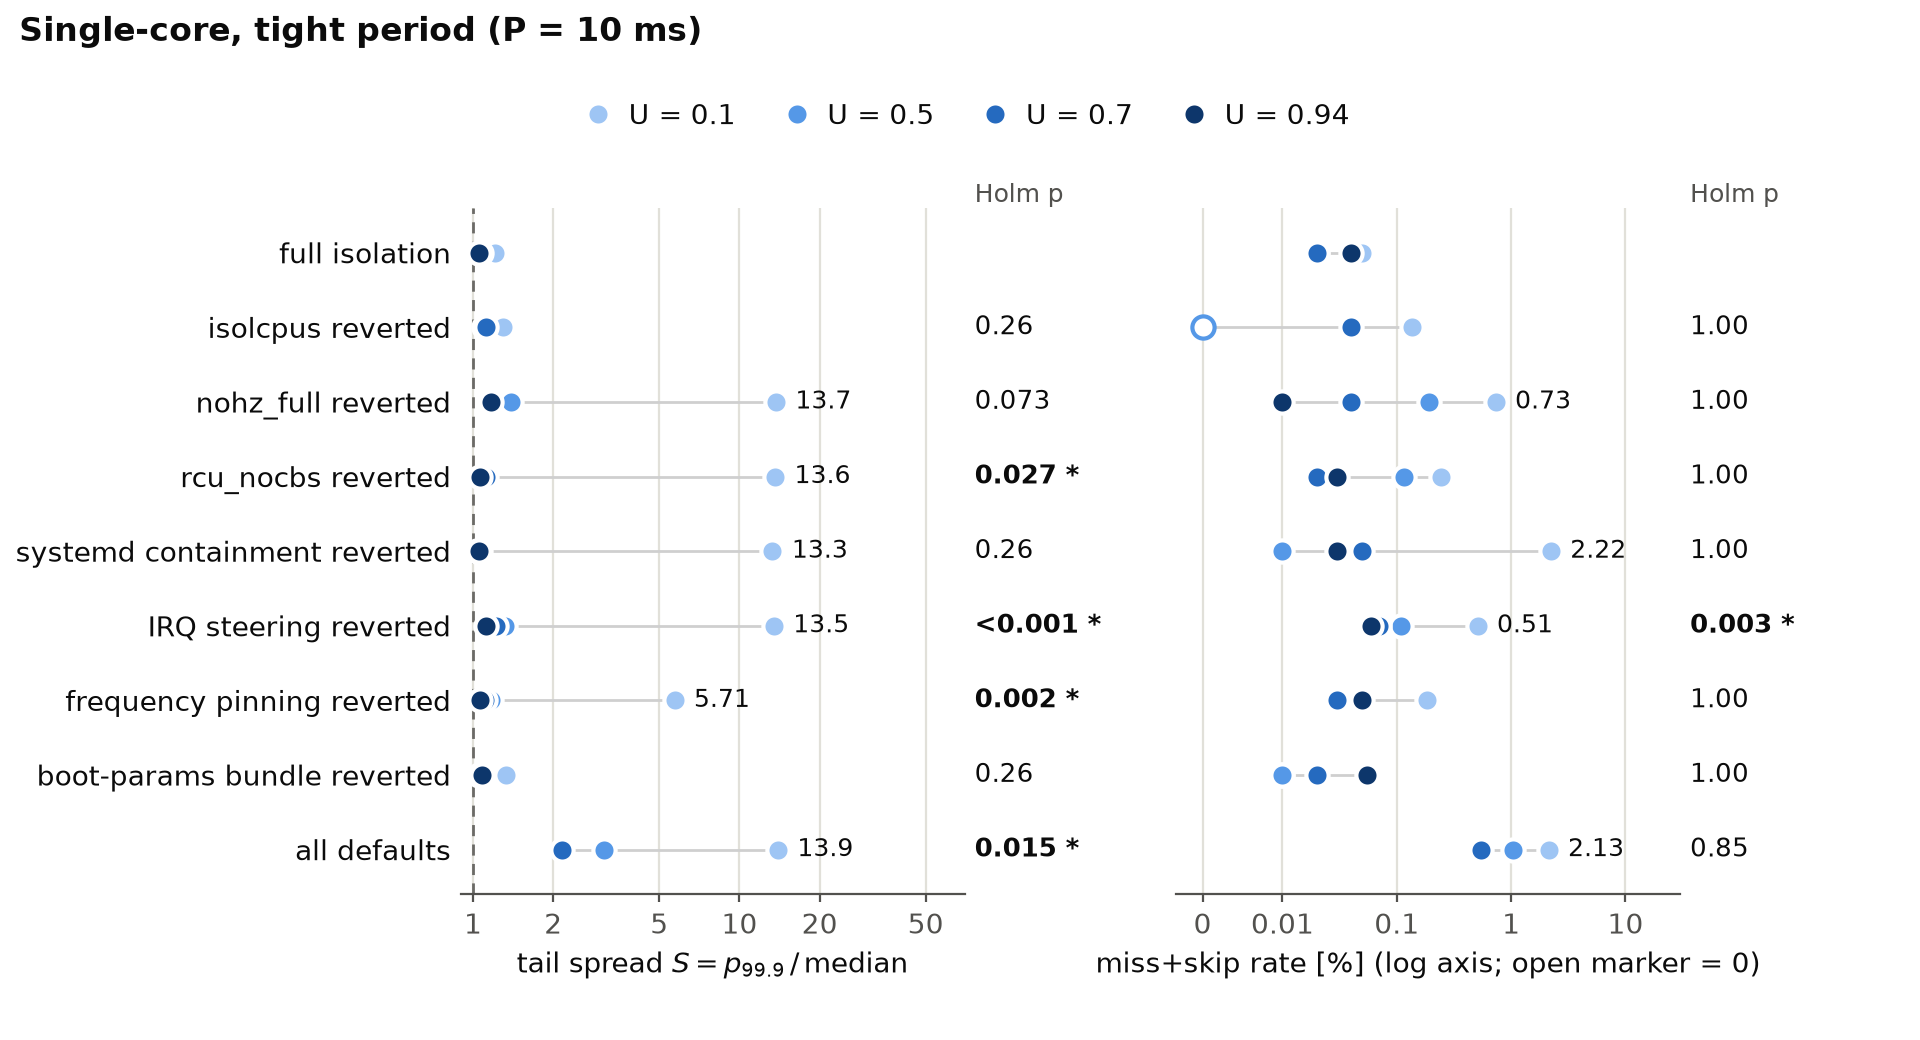 Single-core, tight period (P = 10 ms)
U = 0.1 U = 0.5 U = 0.7 U = 0.94
Holm p Holm p
full isolation
isolcpus reverted 0.26 1.00
nohz_full reverted 13.7 0.073 0.73 1.00
rcu_nocbs reverted 13.6 0.027 * 1.00
systemd containment reverted 13.3 0.26 2.22 1.00
IRQ steering reverted 13.5 <0.001 * 0.51 0.003 *
frequency pinning reverted 5.71 0.002 * 1.00
boot-params bundle reverted 0.26 1.00
all defaults 13.9 0.015 * 2.13 0.85
1 2 5 10 20 50 0 0.01 0.1 1 10
tail spread S = p99.9 / median miss+skip rate [%] (log axis; open marker = 0)